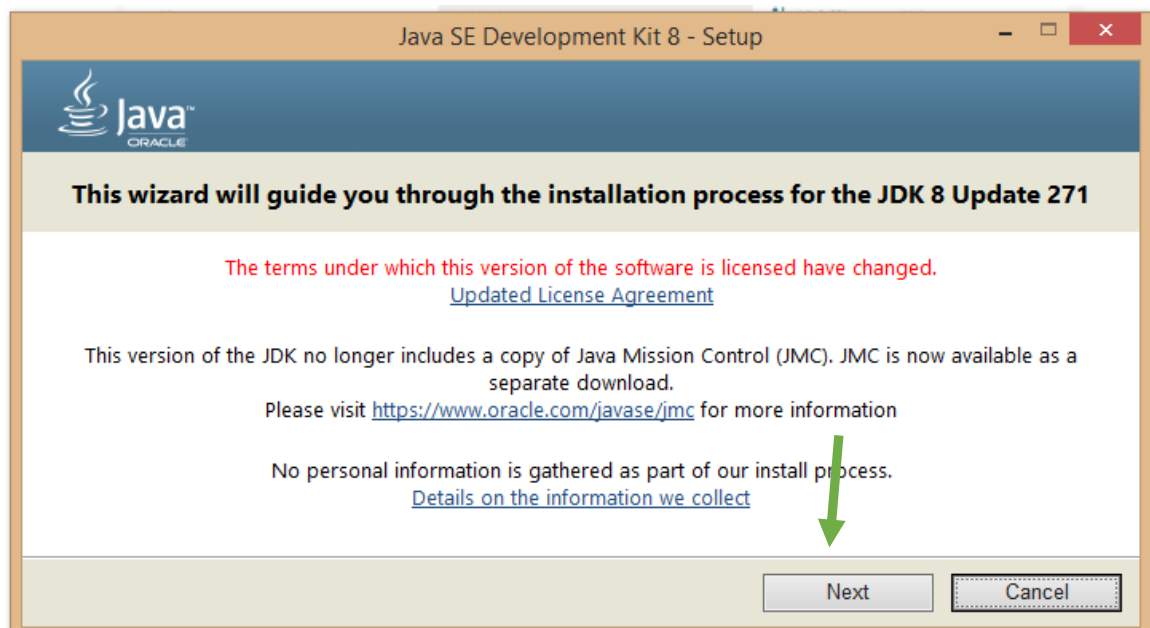 Java SE Development Kit 8 - Setup
Java™
ORACLE
This wizard will guide you through the installation process for the JDK 8 Update 271
The terms under which this version of the software is licensed have changed.
Updated License Agreement
This version of the JDK no longer includes a copy of Java Mission Control (JMC). JMC is now available as a
separate download.
Please visit https://www.oracle.com/javase/jmc for more information
No personal information is gathered as part of our install process.
Details on the information we collect
Next
Cancel